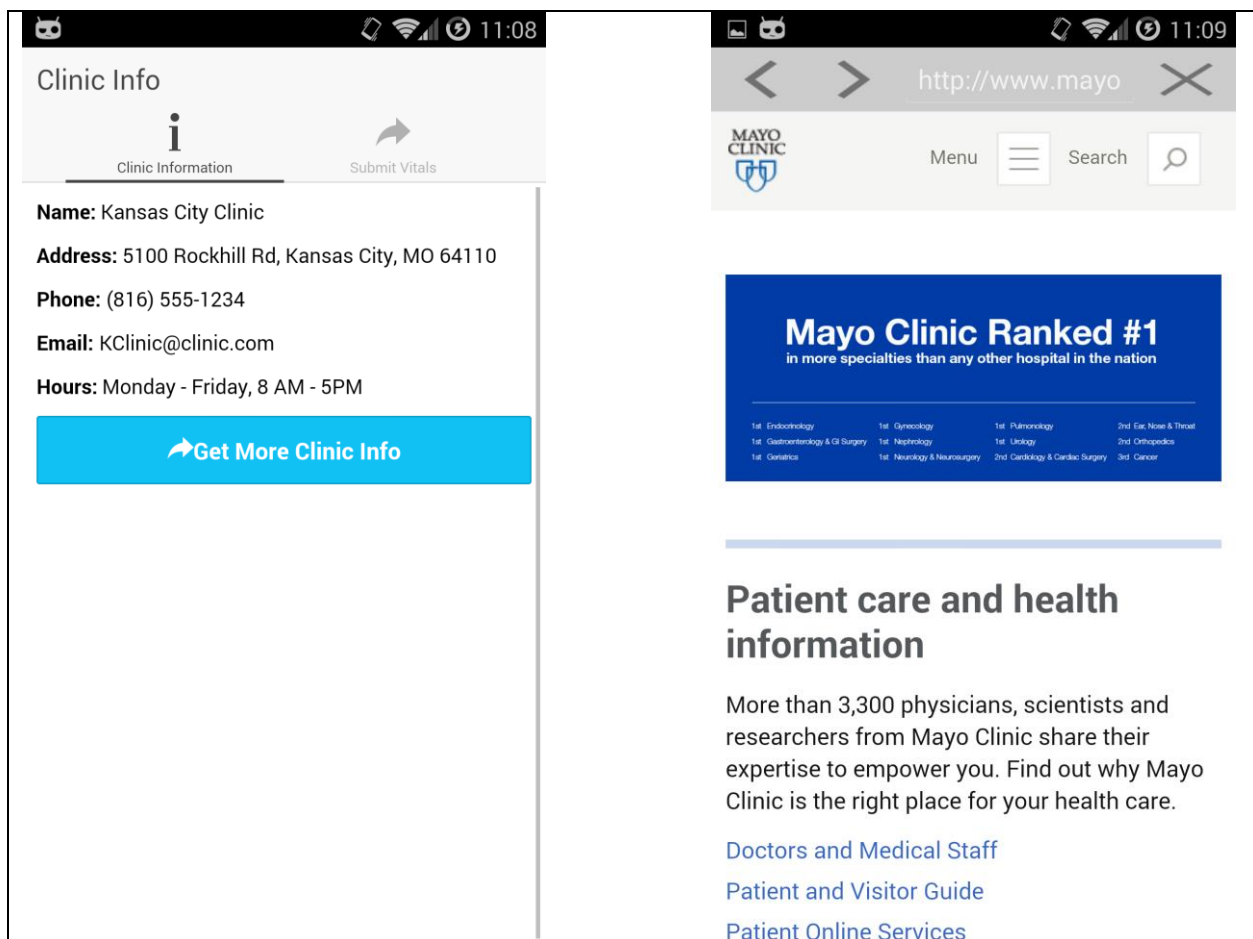 11:08
Clinic Info
i
Clinic Information
Submit Vitals
Name: Kansas City Clinic
Address: 5100 Rockhill Rd, Kansas City, MO 64110
Phone: (816) 555-1234
Email: KClinic@clinic.com
Hours: Monday - Friday, 8 AM - 5PM
Get More Clinic Info
11:09
http://www.mayo
MAYO
CLINIC
Menu
Search
Mayo Clinic Ranked #1
in more specialties than any other hospital in the nation
1st Endocrinology 1st Gynecology 1st Pulmonology 2nd Ear, Nose & Throat
1st Gastroenterology & GI Surgery 1st Nephrology 1st Urology 2nd Orthopedics
1st Geriatrics 1st Neurology & Neurosurgery 2nd Cardiology & Cardiac Surgery 3rd Cancer
Patient care and health
information
More than 3,300 physicians, scientists and
researchers from Mayo Clinic share their
expertise to empower you. Find out why Mayo
Clinic is the right place for your health care.
Doctors and Medical Staff
Patient and Visitor Guide
Patient Online Services